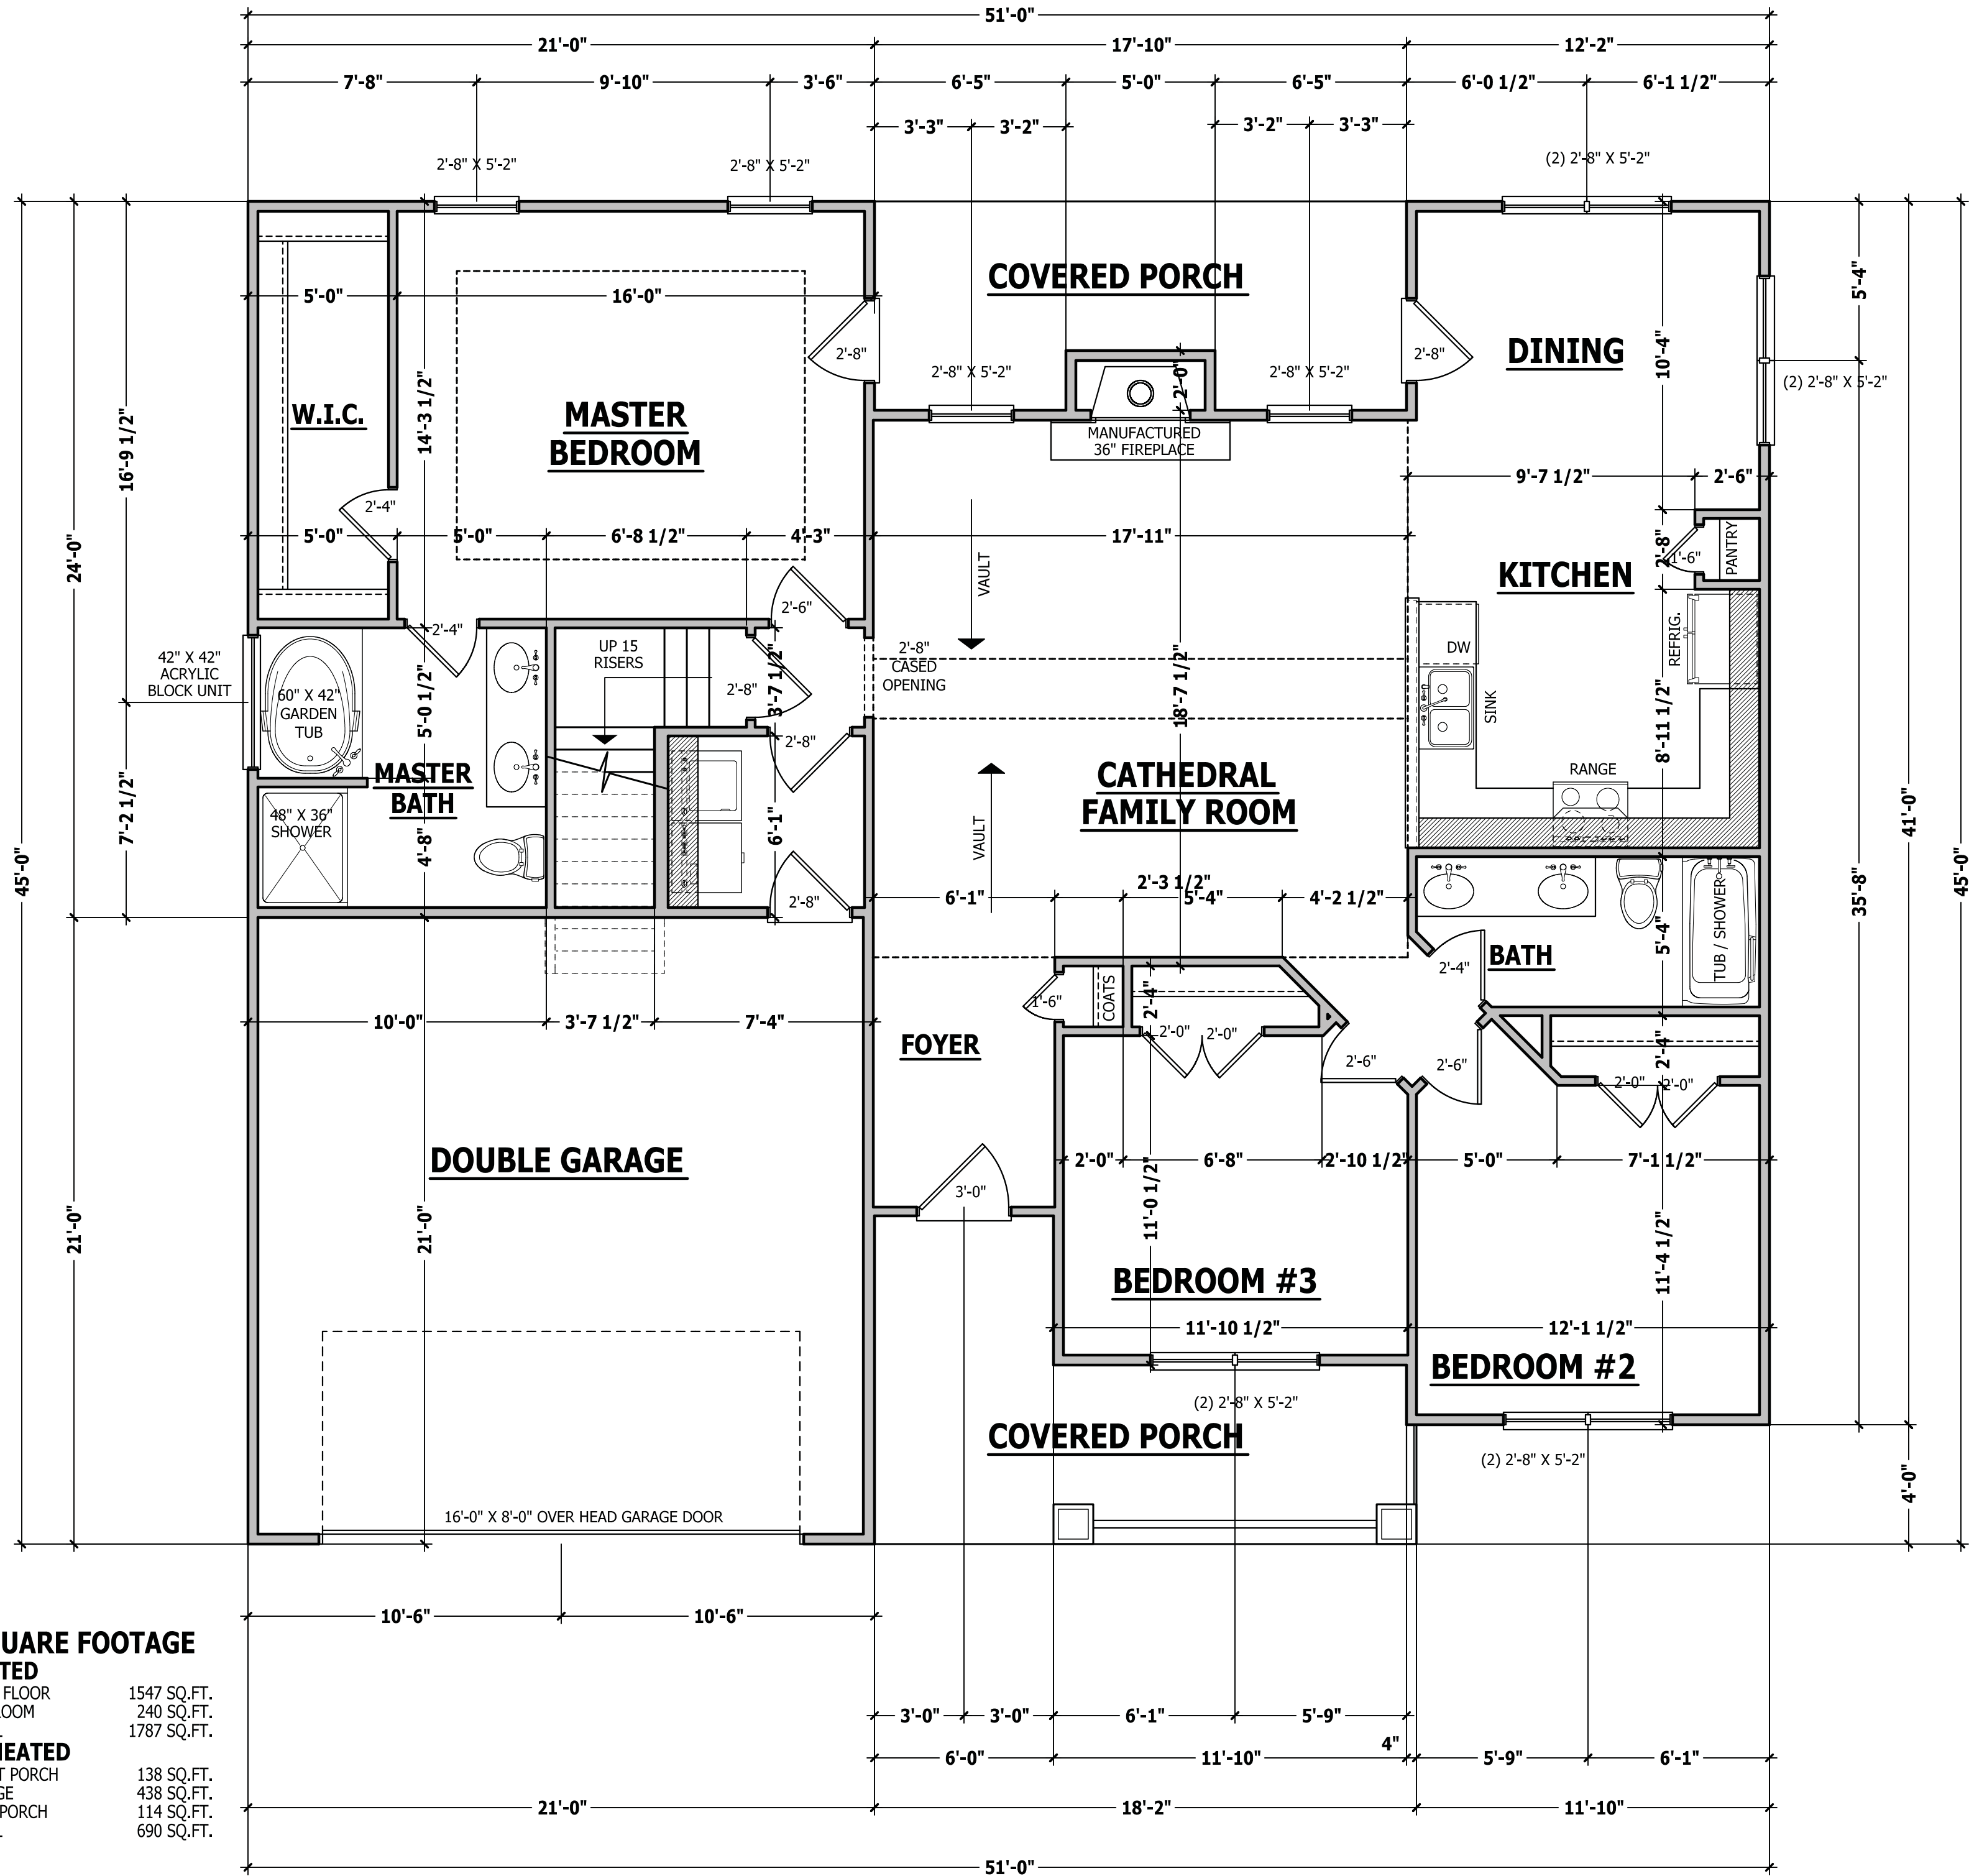 51'-0"
21'-0" 17'-10" 12'-2"
7'-8" 9'-10" 3'-6" 6'-5" 5'-0" 6'-5" 6'-0 1/2" 6'-1 1/2"
3'-3" 3'-2" 3'-2" 3'-3"
2'-8" X 5'-2" 2'-8" X 5'-2" (2) 2'-8" X 5'-2"
COVERED PORCH
5'-0" 16'-0"
5'-4"
2'-8" 2'-8"
DINING
10'-4"
2'-8" X 5'-2" 2'-0" 2'-8" X 5'-2"
(2) 2'-8" X 5'-2"
W.I.C.
MASTER
BEDROOM
14'-3 1/2"
16'-9 1/2"
MANUFACTURED
36" FIREPLACE
9'-7 1/2" 2'-6"
2'-4"
5'-0" 5'-0" 6'-8 1/2" 4'-3" 17'-11"
24'-0"
VAULT
KITCHEN
2'-8"
1'-6"
PANTRY
2'-6"
2'-4"
UP 15
RISERS
2'-8"
CASED
OPENING
DW
REFRIG.
42" X 42"
ACRYLIC
BLOCK UNIT
60" X 42"
GARDEN
TUB
5'-0 1/2"
2'-8"
3'-7 1/2"
18'-7 1/2"
SINK
8'-11 1/2"
2'-8"
MASTER
BATH
CATHEDRAL
FAMILY ROOM
RANGE
7'-2 1/2"
48" X 36"
SHOWER
4'-8"
6'-1"
VAULT
45'-0"
41'-0"
45'-0"
35'-8"
2'-8"
6'-1" 2'-3 1/2" 5'-4" 4'-2 1/2"
5'-4"
BATH
2'-4"
TUB / SHOWER
1'-6"
COATS
2'-4"
10'-0" 3'-7 1/2" 7'-4"
FOYER
2'-0" 2'-0"
2'-6" 2'-6"
2'-4"
2'-0" 2'-0"
DOUBLE GARAGE
2'-0" 6'-8" 2'-10 1/2" 5'-0" 7'-1 1/2"
3'-0"
11'-0 1/2"
21'-0"
21'-0"
11'-4 1/2"
BEDROOM #3
11'-10 1/2" 12'-1 1/2"
BEDROOM #2
(2) 2'-8" X 5'-2"
COVERED PORCH
(2) 2'-8" X 5'-2"
4'-0"
16'-0" X 8'-0" OVER HEAD GARAGE DOOR
10'-6" 10'-6"
UARE FOOTAGE
TED
FLOOR 1547 SQ.FT.
OOM 240 SQ.FT.
1787 SQ.FT.
HEATED
T PORCH 138 SQ.FT.
GE 438 SQ.FT.
PORCH 114 SQ.FT.
690 SQ.FT.
3'-0" 3'-0" 6'-1" 5'-9"
6'-0" 11'-10" 4" 5'-9" 6'-1"
21'-0" 18'-2" 11'-10"
51'-0"